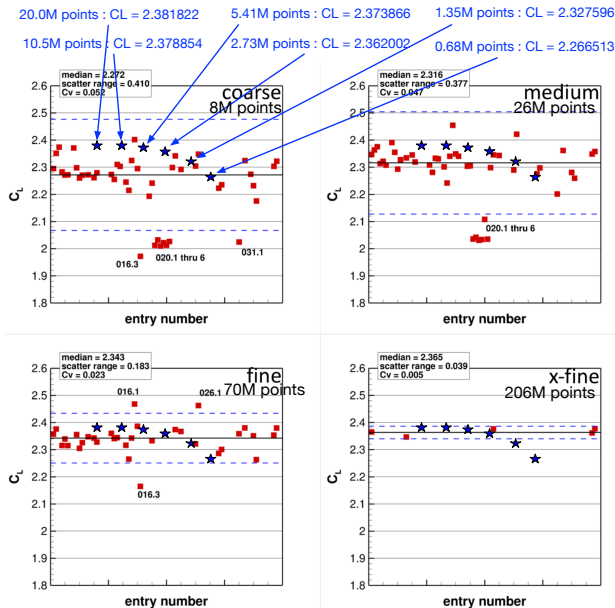 20.0M points : CL = 2.381822
5.41M points : CL = 2.373866
1.35M points : CL = 2.327596
10.5M points : CL = 2.378854
2.73M points : CL = 2.362002
0.68M points : CL = 2.266513
median = 2.272
scatter range = 0.410
Cv = 0.052
coarse
8M points
2.6
2.5
2.4
2.3
2.2
2.1
2
1.9
1.8
CL
016.3
020.1 thru 6
031.1
entry number
median = 2.316
scatter range = 0.377
Cv = 0.047
medium
26M points
2.6
2.5
2.4
2.3
2.2
2.1
2
1.9
1.8
020.1 thru 6
entry number
median = 2.343
scatter range = 0.183
Cv = 0.023
fine
70M points
2.6
2.5
2.4
2.3
2.2
2.1
2
1.9
1.8
CL
016.1
026.1
016.3
entry number
median = 2.365
scatter range = 0.039
Cv = 0.005
x-fine
206M points
2.6
2.5
2.4
2.3
2.2
2.1
2
1.9
1.8
entry number